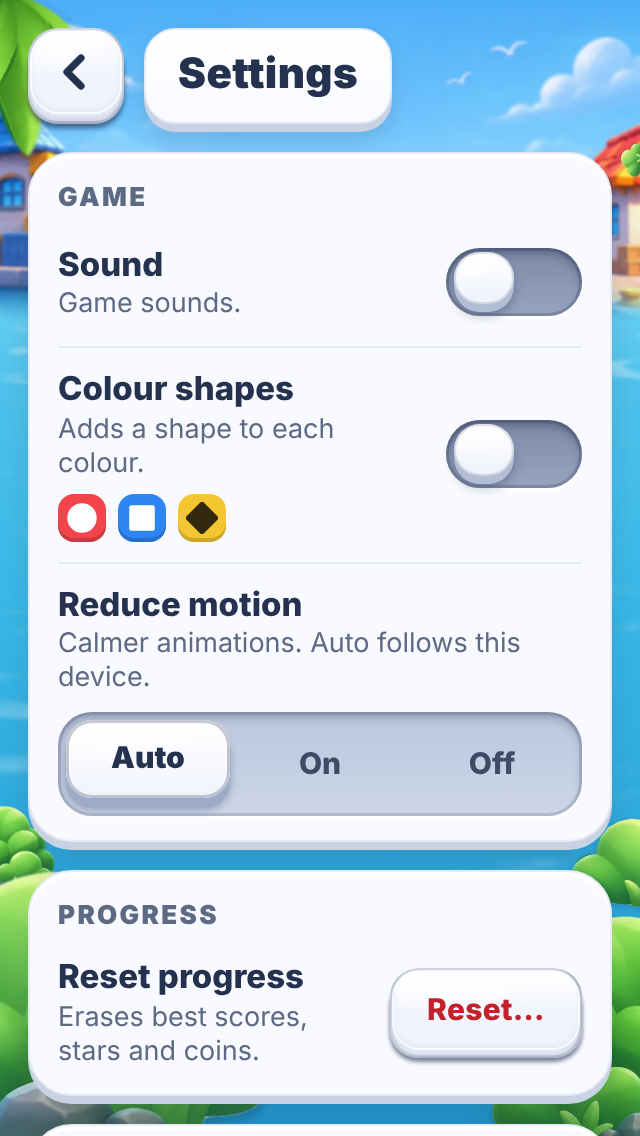 Settings
GAME
Sound
Game sounds.
Colour shapes
Adds a shape to each
colour.
Reduce motion
Calmer animations. Auto follows this
device.
Auto On Off
PROGRESS
Reset progress
Erases best scores,
stars and coins.
Reset...